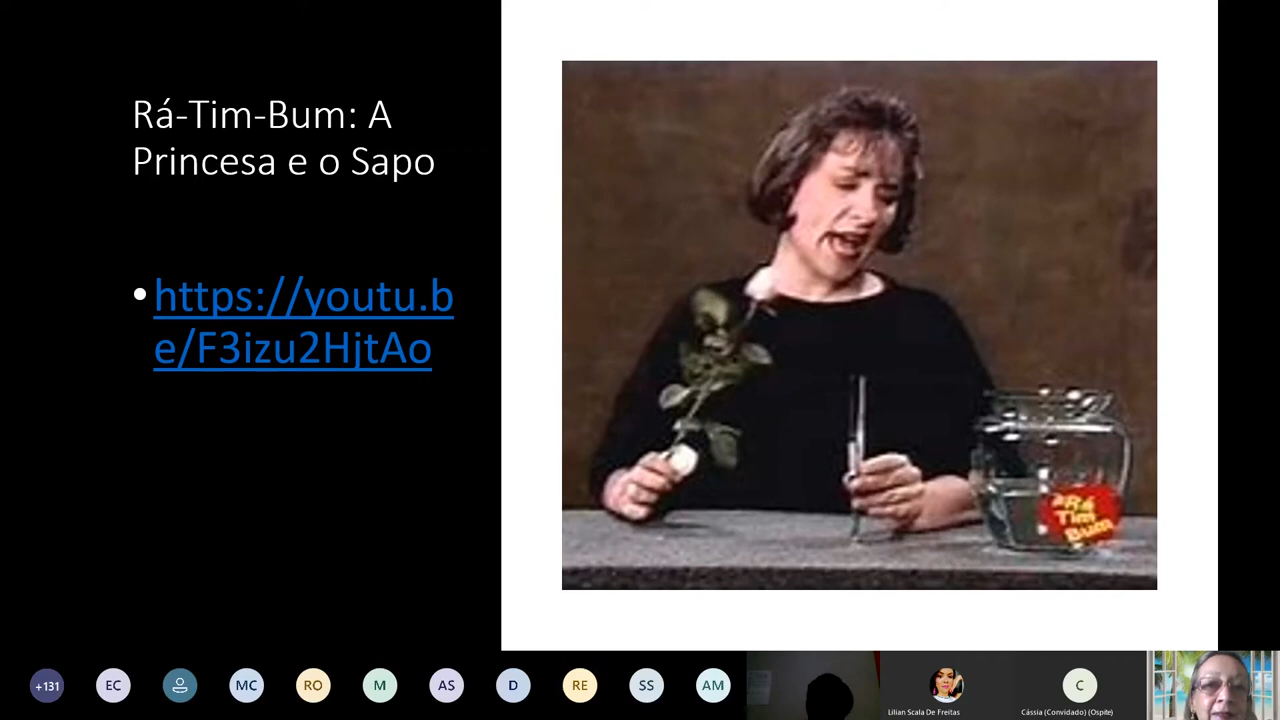 Rá-Tim-Bum: A
Princesa e o Sapo
https://youtu.b
e/F3izu2HjtAo
Rá
Tim
Bum
+131
EC
MC
RO
M
AS
D
RE
SS
AM
Lilian Scala De Freitas
C
Cássia (Convidado) (Ospite)